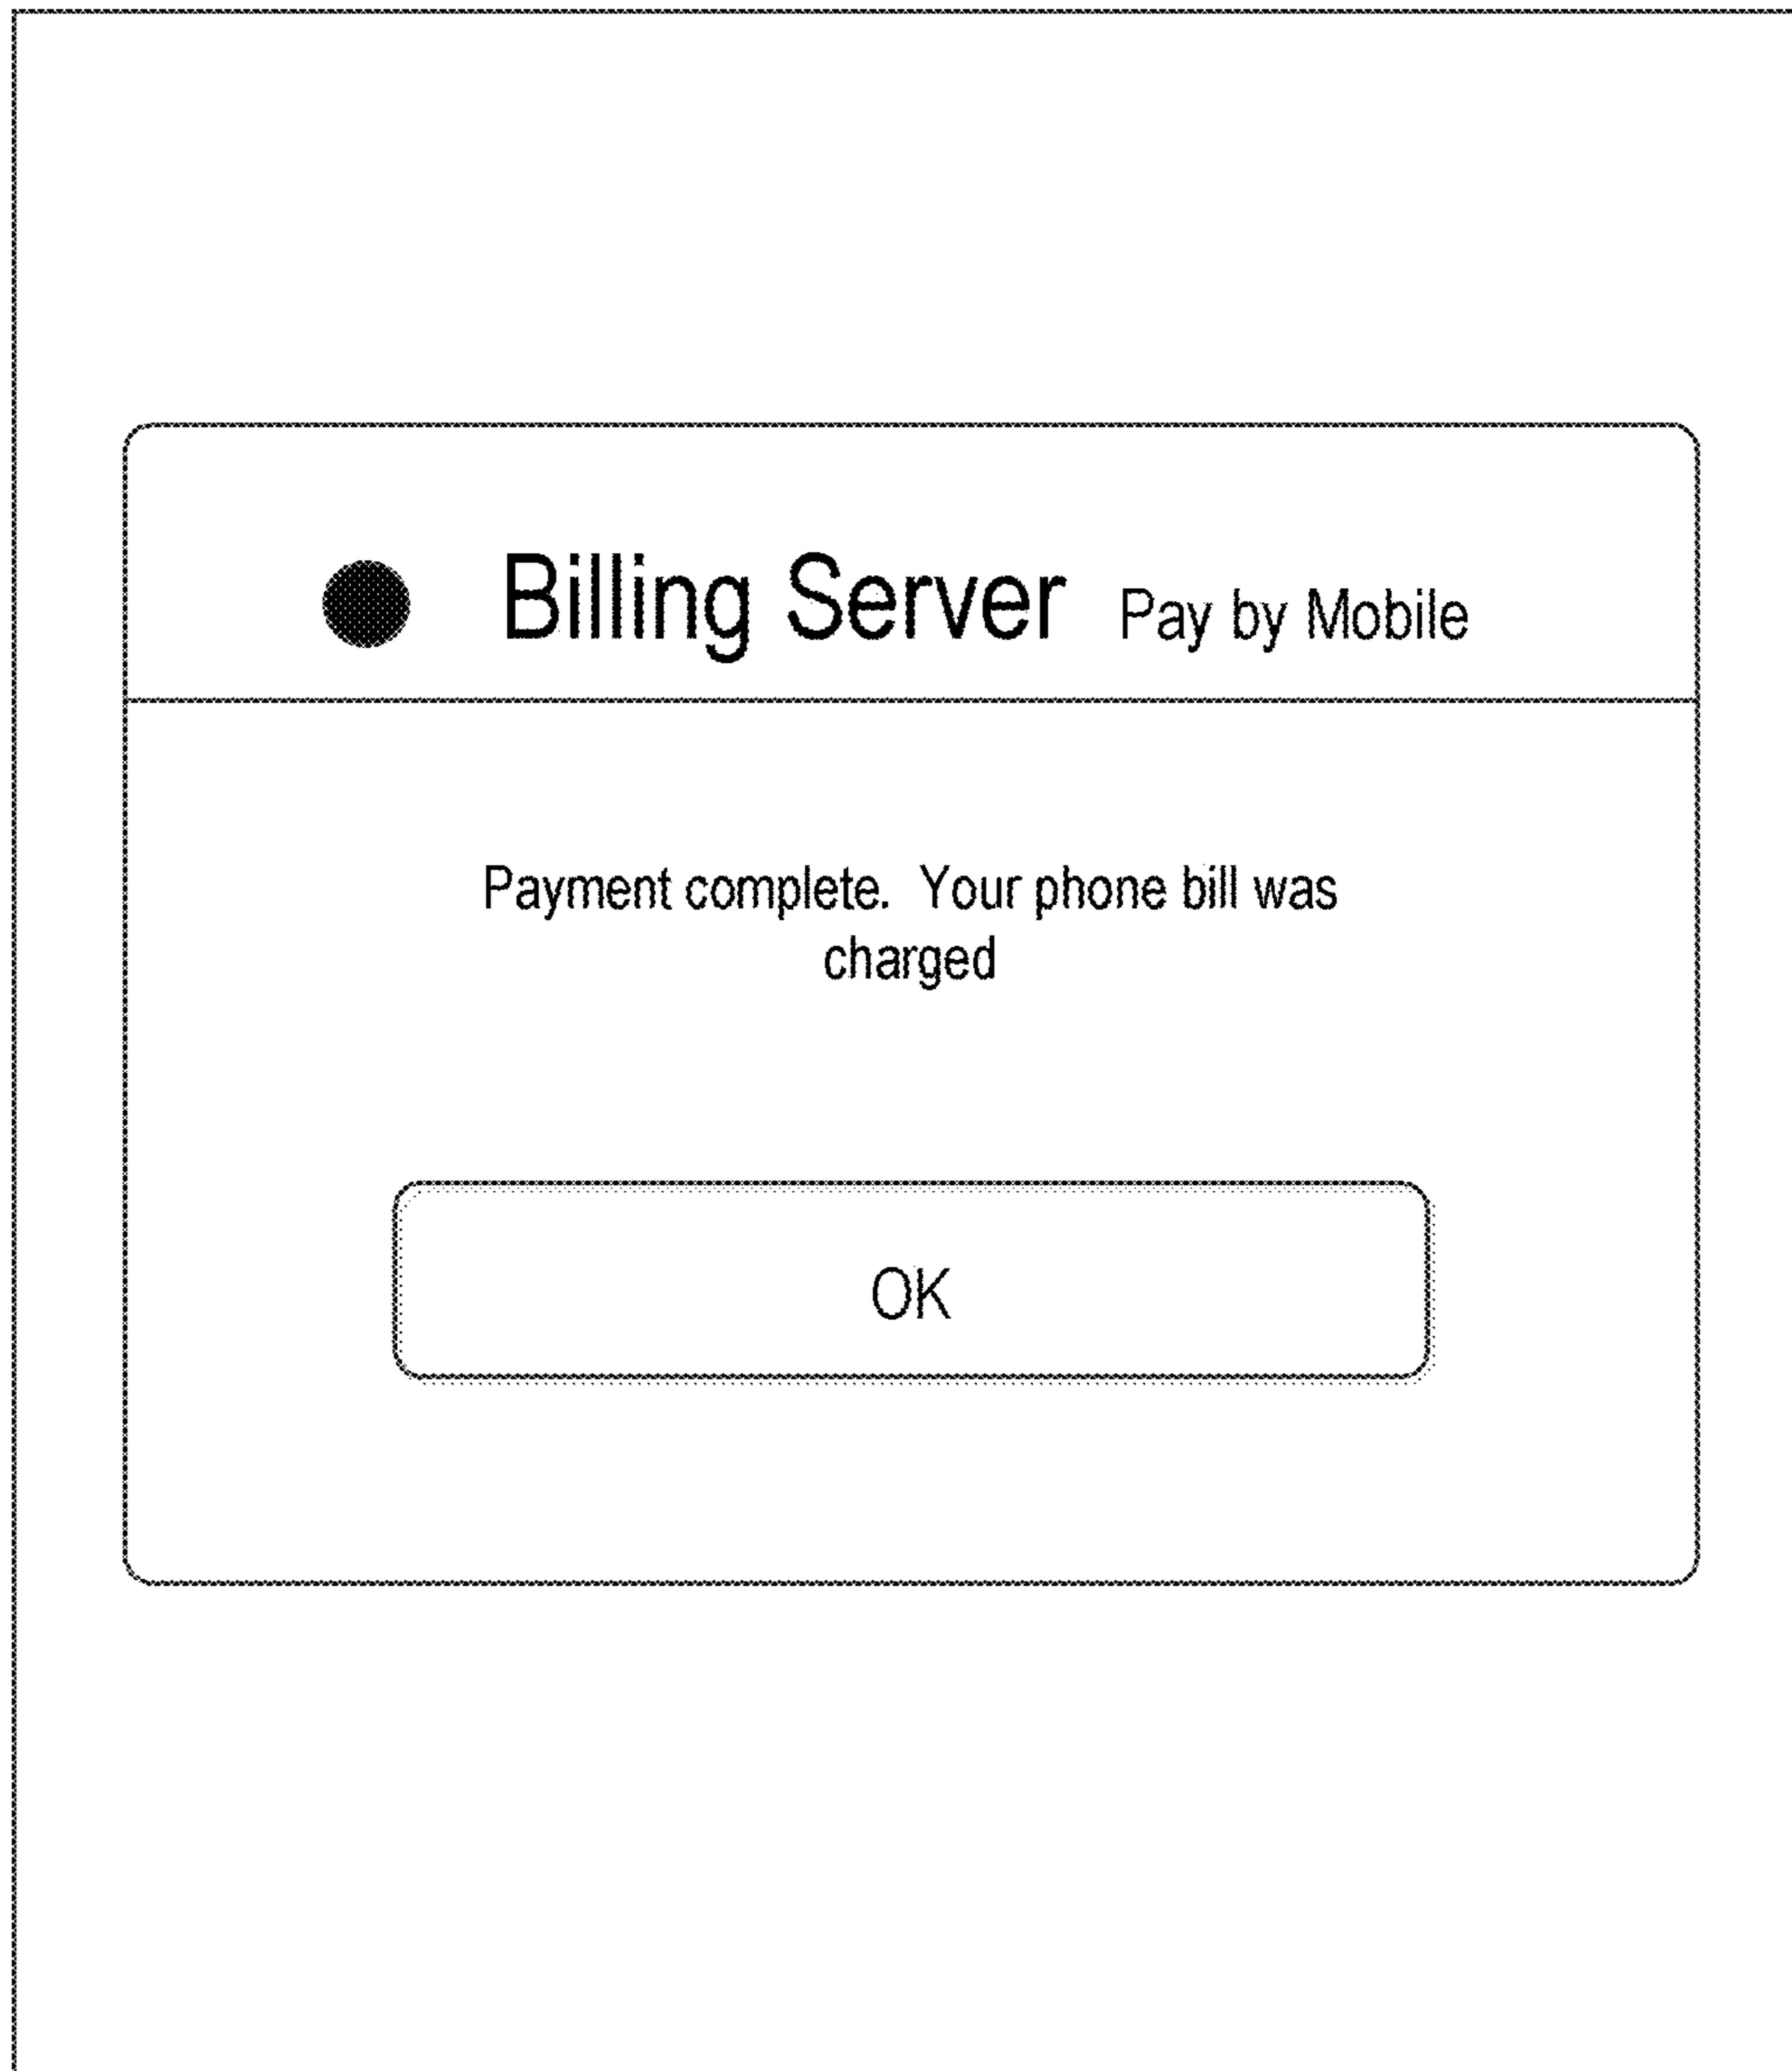 Billing Server Pay by Mobile
Payment complete.  Your phone bill was
charged
OK